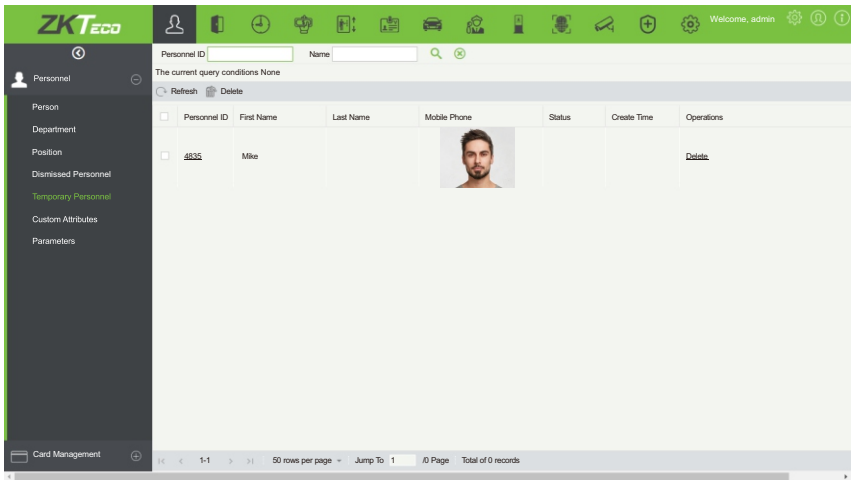 ZKTeco
Welcome, admin
Personnel
Person
Department
Position
Dismissed Personnel
Temporary Personnel
Custom Attributes
Parameters
Card Management
Personnel ID Name
The current query conditions None
Refresh Delete
Personnel ID First Name Last Name Mobile Phone Status Create Time Operations
4835 Mike Delete
1-1 50 rows per page Jump To 1 /0 Page Total of 0 records